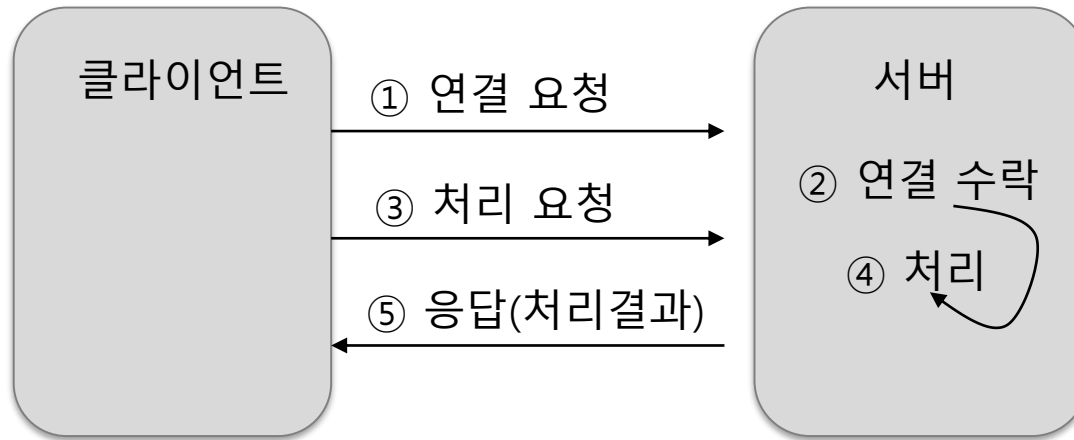 클라이언트
서버
① 연결 요청
② 연결 수락
③ 처리 요청
④ 처리
⑤ 응답(처리결과)